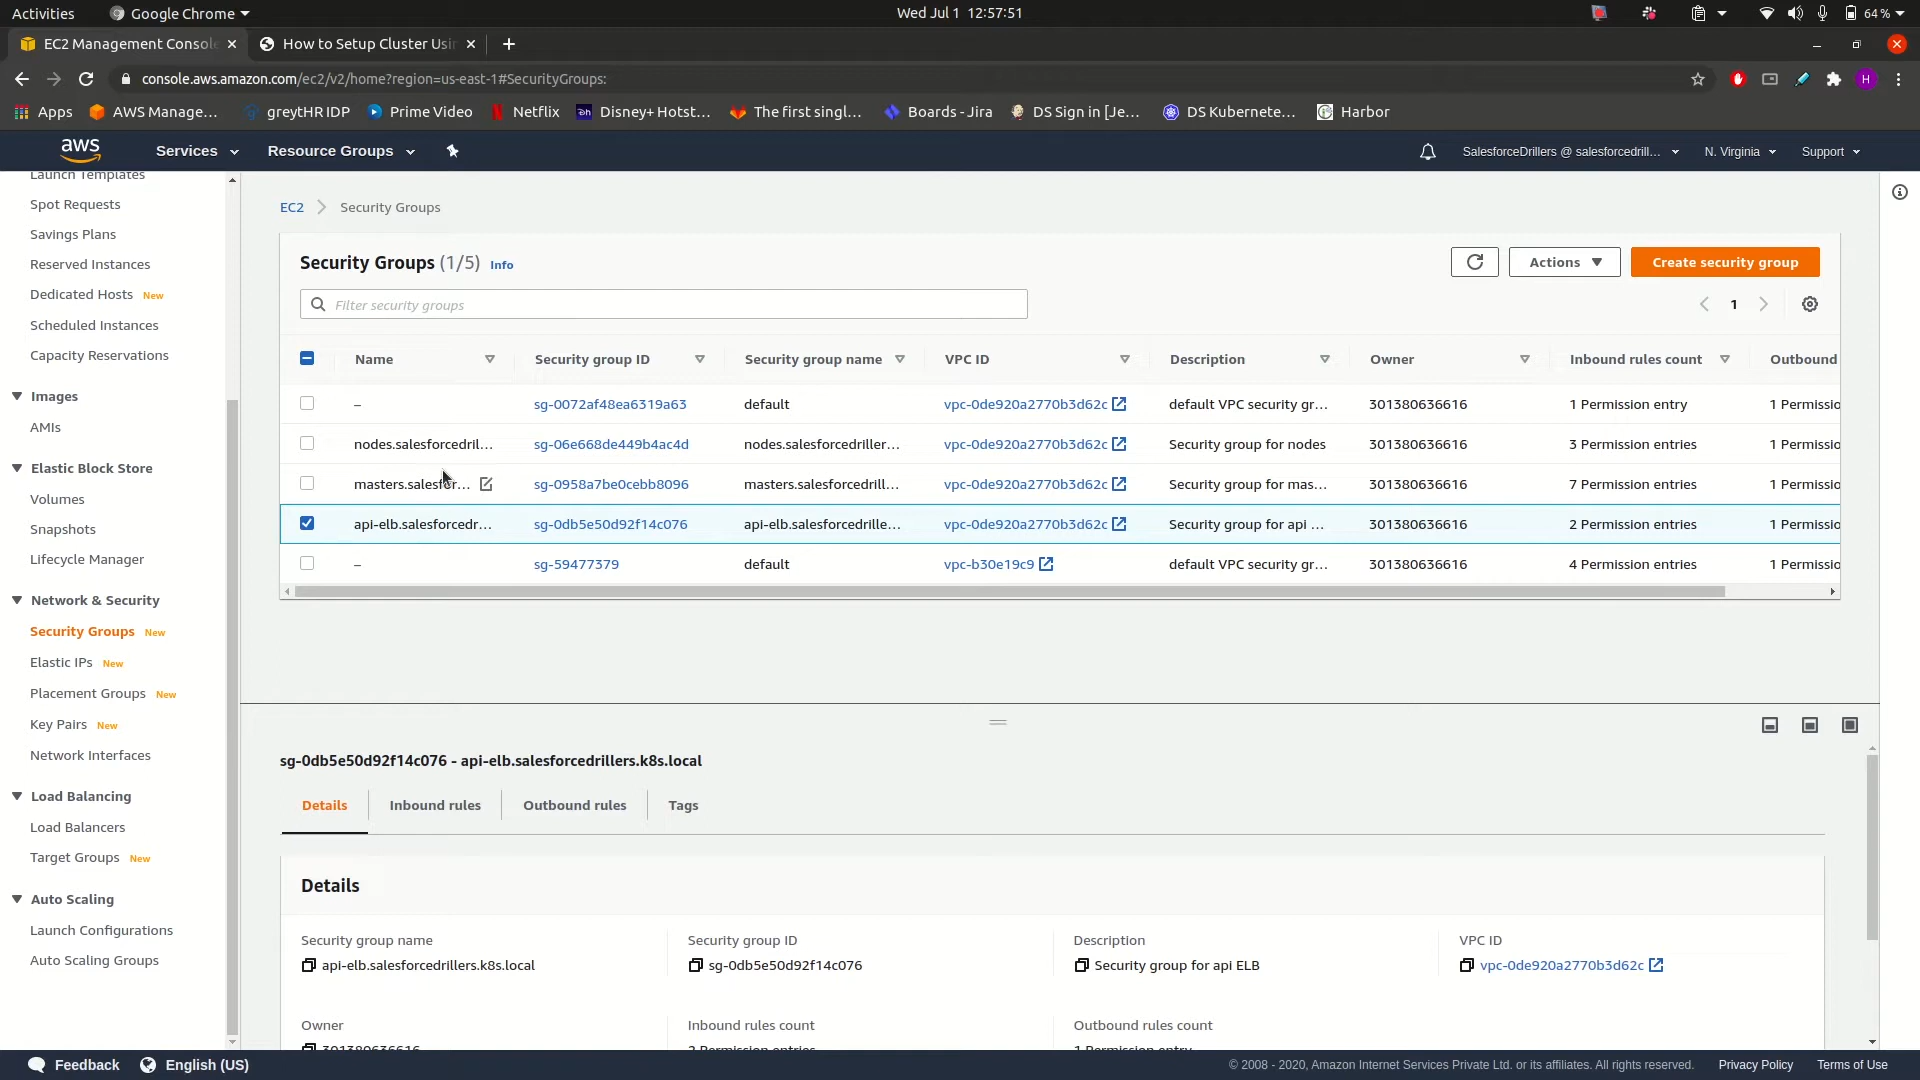 Activities Google Chrome Wed Jul 1 12:57:51 64 %
EC2 Management Console How to Setup Cluster Usin
console.aws.amazon.com/ec2/v2/home?region=us-east-1#SecurityGroups: H
Apps AWS Manage... greytHR IDP Prime Video Netflix Disney+ Hotst... The first singl... Boards - Jira DS Sign in [Je... DS Kubernete... Harbor
aws Services Resource Groups SalesforceDrillers @ salesforcedrill... N. Virginia Support
Launch Templates
Spot Requests
Savings Plans
Reserved Instances
Dedicated Hosts New
Scheduled Instances
Capacity Reservations
Images
AMIs
Elastic Block Store
Volumes
Snapshots
Lifecycle Manager
Network & Security
Security Groups New
Elastic IPs New
Placement Groups New
Key Pairs New
Network Interfaces
Load Balancing
Load Balancers
Target Groups New
Auto Scaling
Launch Configurations
Auto Scaling Groups
EC2 Security Groups
Security Groups (1/5) Info Actions Create security group
Filter security groups 1
Name Security group ID Security group name VPC ID Description Owner Inbound rules count Outbound
– sg-0072af48ea6319a63 default vpc-0de920a2770b3d62c default VPC security gr... 301380636616 1 Permission entry 1 Permissio
nodes.salesforcedril... sg-06e668de449b4ac4d nodes.salesforcedriller... vpc-0de920a2770b3d62c Security group for nodes 301380636616 3 Permission entries 1 Permissio
masters.salesfor... sg-0958a7be0cebb8096 masters.salesforcedrill... vpc-0de920a2770b3d62c Security group for mas... 301380636616 7 Permission entries 1 Permissio
api-elb.salesforcedr... sg-0db5e50d92f14c076 api-elb.salesforcedrille... vpc-0de920a2770b3d62c Security group for api ... 301380636616 2 Permission entries 1 Permissio
– sg-59477379 default vpc-b30e19c9 default VPC security gr... 301380636616 4 Permission entries 1 Permissio
sg-0db5e50d92f14c076 - api-elb.salesforcedrillers.k8s.local
Details Inbound rules Outbound rules Tags
Details
Security group name Security group ID Description VPC ID
api-elb.salesforcedrillers.k8s.local sg-0db5e50d92f14c076 Security group for api ELB vpc-0de920a2770b3d62c
Owner Inbound rules count Outbound rules count
301380636616 2 Permission entries 1 Permission entry
Feedback English (US) © 2008 - 2020, Amazon Internet Services Private Ltd. or its affiliates. All rights reserved. Privacy Policy Terms of Use